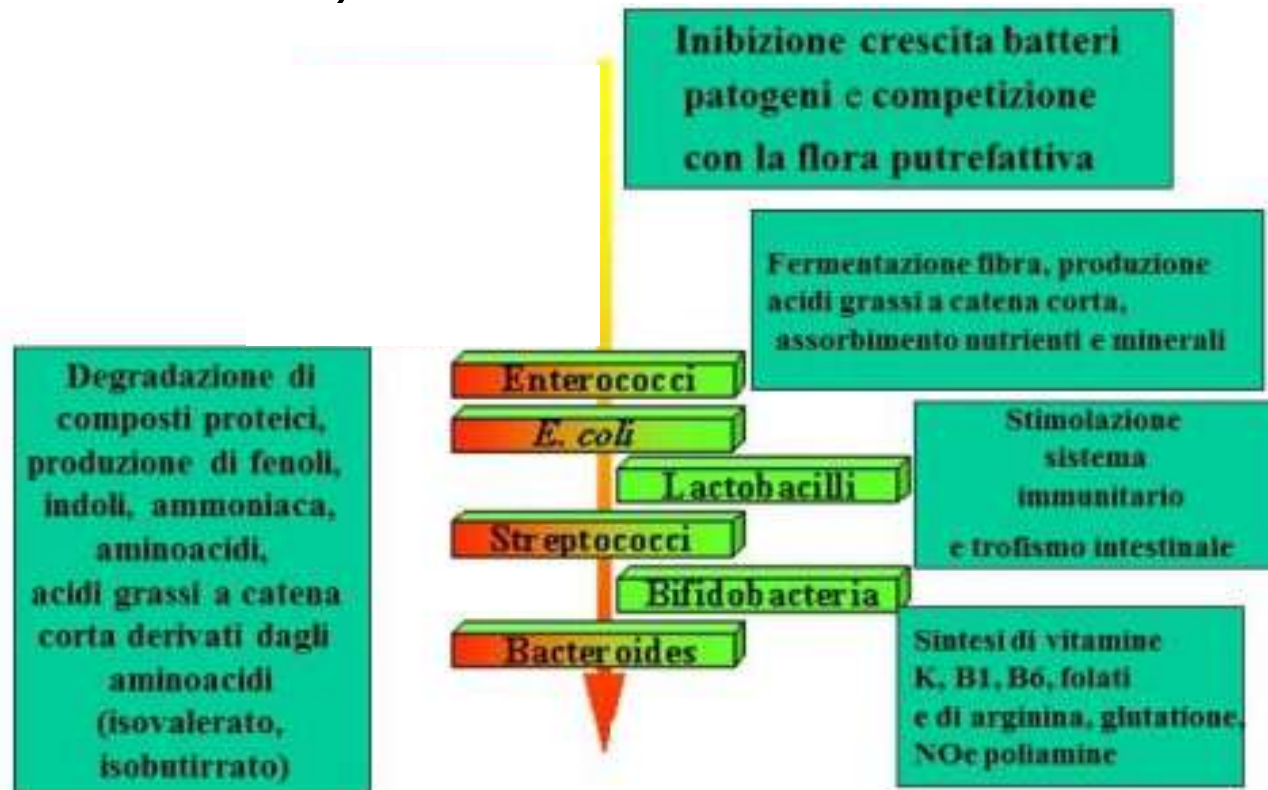 Inibizione crescita batteri
patogeni e competizione
con la flora putrefattiva
Fermentazione fibra, produzione
acidi grassi a catena corta,
assorbimento nutrienti e minerali
Degradazione di
composti proteici,
produzione di fenoli,
indoli, ammoniaca,
aminoacidi,
acidi grassi a catena
corta derivati dagli
aminoacidi
(isovalerato,
isobutirrato)
Enterococci
E. coli
Lactobacilli
Streptococci
Bifidobacteria
Bacteroides
Stimolazione
sistema
immunitario
e trofismo intestinale
Sintesi di vitamine
K, B1, B6, folati
e di arginina, glutatione,
NOe poliamine